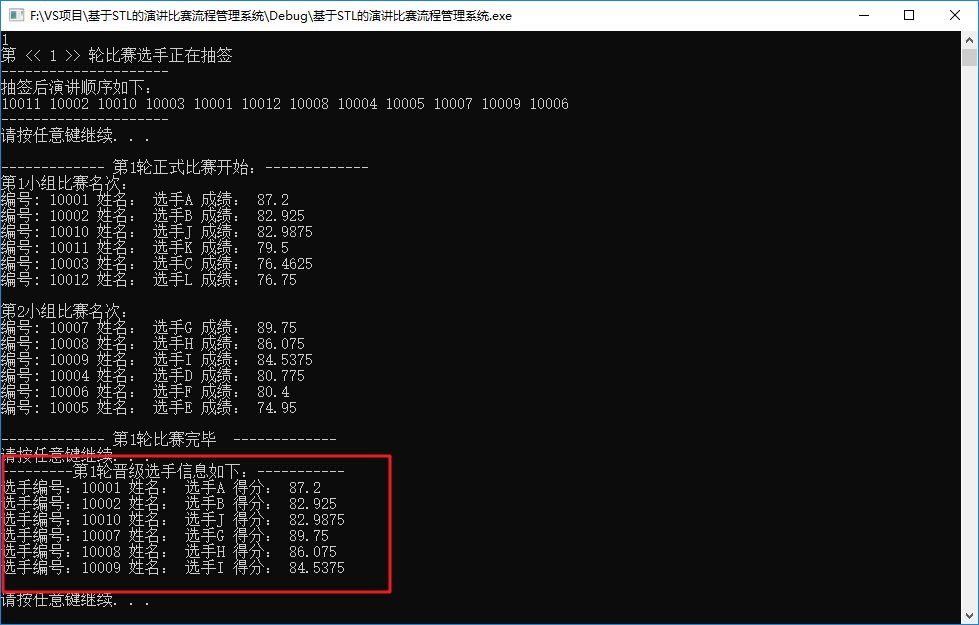 F:\VS项目\基于STL的演讲比赛流程管理系统\Debug\基于STL的演讲比赛流程管理系统.exe
1
第 << 1 >> 轮比赛选手正在抽签
---------------------
抽签后演讲顺序如下：
10011 10002 10010 10003 10001 10012 10008 10004 10005 10007 10009 10006
---------------------
请按任意键继续. . .
------------- 第1轮正式比赛开始：-------------
第1小组比赛名次：
编号: 10001 姓名： 选手A 成绩： 87.2
编号: 10002 姓名： 选手B 成绩： 82.925
编号: 10010 姓名： 选手J 成绩： 82.9875
编号: 10011 姓名： 选手K 成绩： 79.5
编号: 10003 姓名： 选手C 成绩： 76.4625
编号: 10012 姓名： 选手L 成绩： 76.75
第2小组比赛名次：
编号: 10007 姓名： 选手G 成绩： 89.75
编号: 10008 姓名： 选手H 成绩： 86.075
编号: 10009 姓名： 选手I 成绩： 84.5375
编号: 10004 姓名： 选手D 成绩： 80.775
编号: 10006 姓名： 选手F 成绩： 80.4
编号: 10005 姓名： 选手E 成绩： 74.95
------------- 第1轮比赛完毕  -------------
请按任意键继续. . .
---------第1轮晋级选手信息如下：-----------
选手编号：10001 姓名： 选手A 得分： 87.2
选手编号：10002 姓名： 选手B 得分： 82.925
选手编号：10010 姓名： 选手J 得分： 82.9875
选手编号：10007 姓名： 选手G 得分： 89.75
选手编号：10008 姓名： 选手H 得分： 86.075
选手编号：10009 姓名： 选手I 得分： 84.5375
请按任意键继续. . .